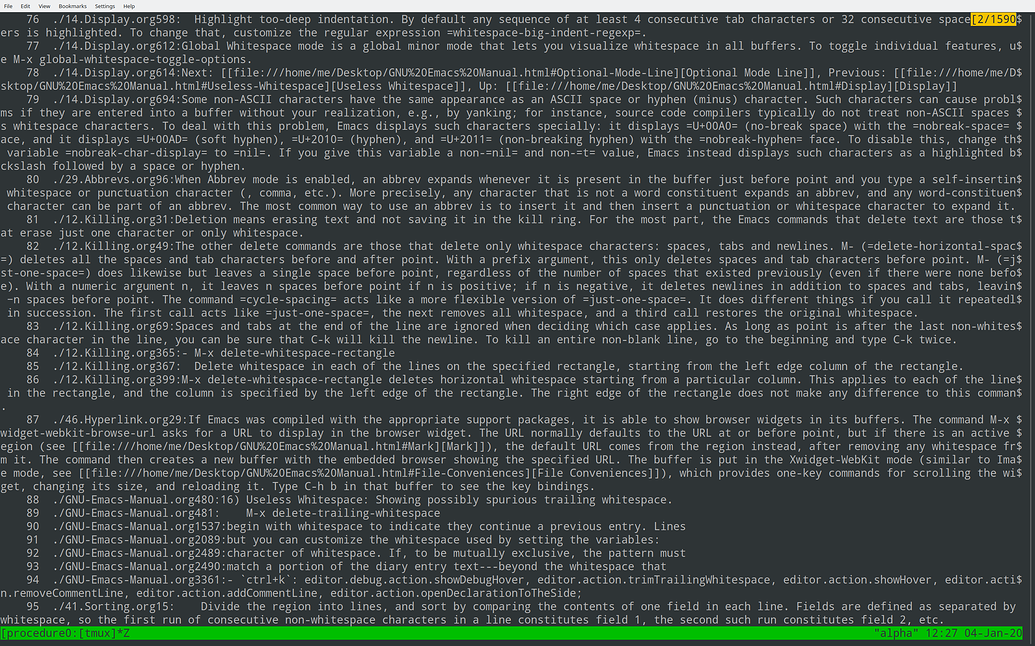 File Edit View Bookmarks Settings Help
76 ./14.Display.org598: Highlight too-deep indentation. By default any sequence of at least 4 consecutive tab characters or 32 consecutive space[2/1590$
ers is highlighted. To change that, customize the regular expression =whitespace-big-indent-regexp=.
77 ./14.Display.org612:Global Whitespace mode is a global minor mode that lets you visualize whitespace in all buffers. To toggle individual features, u$
e M-x global-whitespace-toggle-options.
78 ./14.Display.org614:Next: [[file:///home/me/Desktop/GNU%20Emacs%20Manual.html#Optional-Mode-Line][Optional Mode Line]], Previous: [[file:///home/me/D$
sktop/GNU%20Emacs%20Manual.html#Useless-Whitespace][Useless Whitespace]], Up: [[file:///home/me/Desktop/GNU%20Emacs%20Manual.html#Display][Display]]
79 ./14.Display.org694:Some non-ASCII characters have the same appearance as an ASCII space or hyphen (minus) character. Such characters can cause probl$
ms if they are entered into a buffer without your realization, e.g., by yanking; for instance, source code compilers typically do not treat non-ASCII spaces $
s whitespace characters. To deal with this problem, Emacs displays such characters specially: it displays =U+00A0= (no-break space) with the =nobreak-space= $
ace, and it displays =U+00AD= (soft hyphen), =U+2010= (hyphen), and =U+2011= (non-breaking hyphen) with the =nobreak-hyphen= face. To disable this, change th$
 variable =nobreak-char-display= to =nil=. If you give this variable a non-=nil= and non-=t= value, Emacs instead displays such characters as a highlighted b$
ckslash followed by a space or hyphen.
80 ./29.Abbrevs.org96:When Abbrev mode is enabled, an abbrev expands whenever it is present in the buffer just before point and you type a self-insertin$
 whitespace or punctuation character (, comma, etc.). More precisely, any character that is not a word constituent expands an abbrev, and any word-constituen$
 character can be part of an abbrev. The most common way to use an abbrev is to insert it and then insert a punctuation or whitespace character to expand it.
81 ./12.Killing.org31:Deletion means erasing text and not saving it in the kill ring. For the most part, the Emacs commands that delete text are those t$
at erase just one character or only whitespace.
82 ./12.Killing.org49:The other delete commands are those that delete only whitespace characters: spaces, tabs and newlines. M- (=delete-horizontal-spac$
=) deletes all the spaces and tab characters before and after point. With a prefix argument, this only deletes spaces and tab characters before point. M- (=j$
st-one-space=) does likewise but leaves a single space before point, regardless of the number of spaces that existed previously (even if there were none befo$
e). With a numeric argument n, it leaves n spaces before point if n is positive; if n is negative, it deletes newlines in addition to spaces and tabs, leavin$
 -n spaces before point. The command =cycle-spacing= acts like a more flexible version of =just-one-space=. It does different things if you call it repeatedl$
 in succession. The first call acts like =just-one-space=, the next removes all whitespace, and a third call restores the original whitespace.
83 ./12.Killing.org69:Spaces and tabs at the end of the line are ignored when deciding which case applies. As long as point is after the last non-whites$
ace character in the line, you can be sure that C-k will kill the newline. To kill an entire non-blank line, go to the beginning and type C-k twice.
84 ./12.Killing.org365:- M-x delete-whitespace-rectangle
85 ./12.Killing.org367: Delete whitespace in each of the lines on the specified rectangle, starting from the left edge column of the rectangle.
86 ./12.Killing.org399:M-x delete-whitespace-rectangle deletes horizontal whitespace starting from a particular column. This applies to each of the line$
 in the rectangle, and the column is specified by the left edge of the rectangle. The right edge of the rectangle does not make any difference to this comman$
.
87 ./46.Hyperlink.org29:If Emacs was compiled with the appropriate support packages, it is able to show browser widgets in its buffers. The command M-x $
widget-webkit-browse-url asks for a URL to display in the browser widget. The URL normally defaults to the URL at or before point, but if there is an active $
egion (see [[file:///home/me/Desktop/GNU%20Emacs%20Manual.html#Mark][Mark]]), the default URL comes from the region instead, after removing any whitespace fr$
m it. The command then creates a new buffer with the embedded browser showing the specified URL. The buffer is put in the Xwidget-WebKit mode (similar to Ima$
e mode, see [[file:///home/me/Desktop/GNU%20Emacs%20Manual.html#File-Conveniences][File Conveniences]]), which provides one-key commands for scrolling the wi$
get, changing its size, and reloading it. Type C-h b in that buffer to see the key bindings.
88 ./GNU-Emacs-Manual.org480:16) Useless Whitespace: Showing possibly spurious trailing whitespace.
89 ./GNU-Emacs-Manual.org481: M-x delete-trailing-whitespace
90 ./GNU-Emacs-Manual.org1537:begin with whitespace to indicate they continue a previous entry. Lines
91 ./GNU-Emacs-Manual.org2089:but you can customize the whitespace used by setting the variables:
92 ./GNU-Emacs-Manual.org2489:character of whitespace. If, to be mutually exclusive, the pattern must
93 ./GNU-Emacs-Manual.org2490:match a portion of the diary entry text---beyond the whitespace that
94 ./GNU-Emacs-Manual.org3361:- `ctrl+k`: editor.debug.action.showDebugHover, editor.action.trimTrailingWhitespace, editor.action.showHover, editor.acti$
n.removeCommentLine, editor.action.addCommentLine, editor.action.openDeclarationToTheSide;
95 ./41.Sorting.org15: Divide the region into lines, and sort by comparing the contents of one field in each line. Fields are defined as separated by
whitespace, so the first run of consecutive non-whitespace characters in a line constitutes field 1, the second such run constitutes field 2, etc.
[procedure0:[tmux]*Z "alpha" 12:27 04-Jan-20